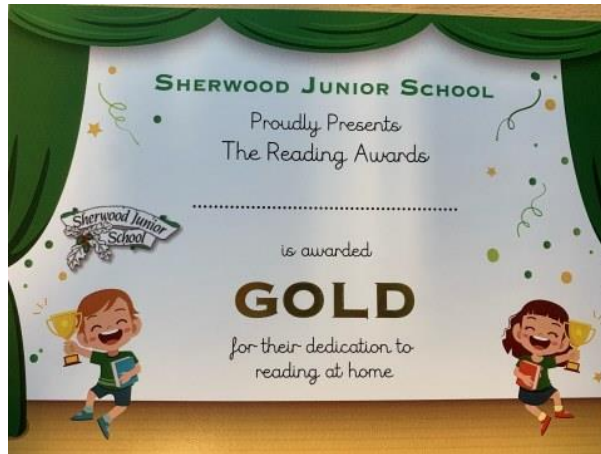 SHERWOOD JUNIOR SCHOOL
Proudly Presents
The Reading Awards
Sherwood Junior
School
is awarded
GOLD
for their dedication to
reading at home